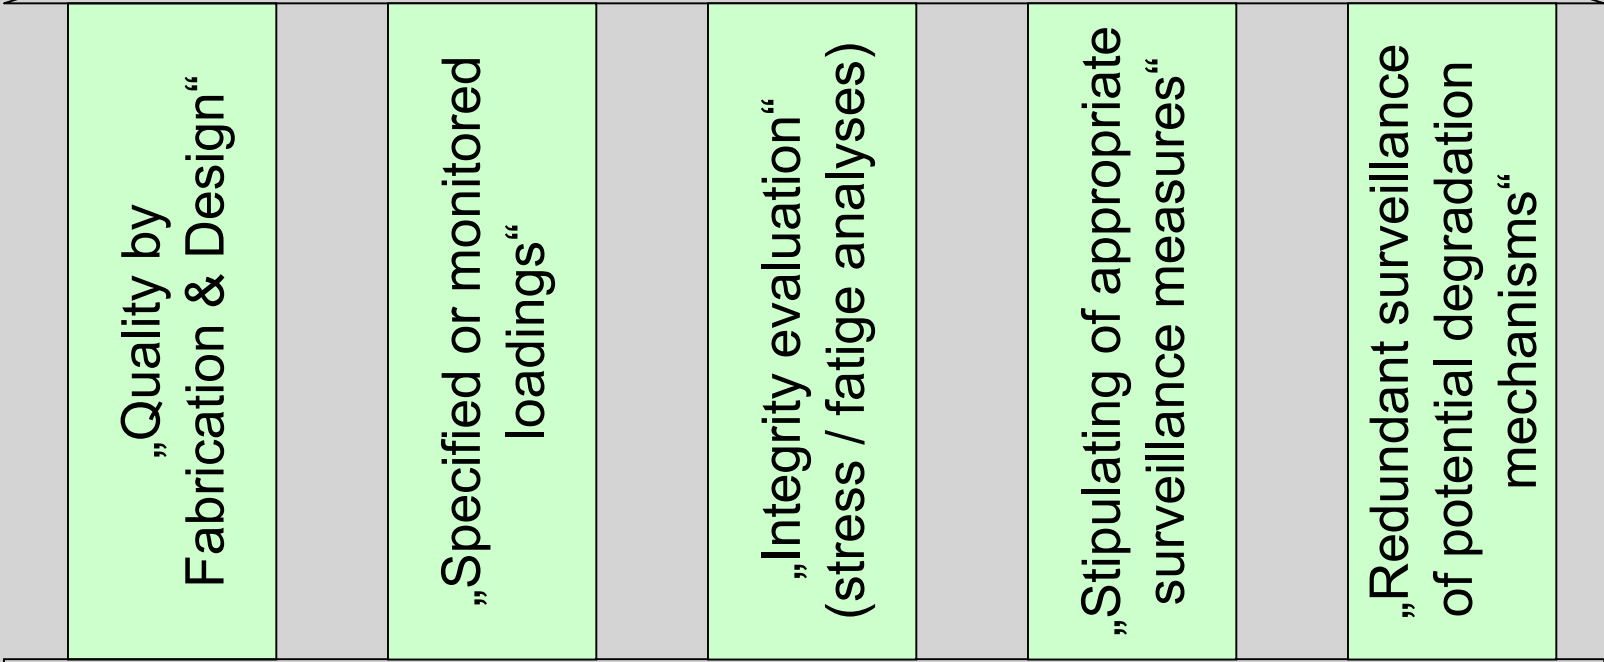 „Quality by
Fabrication & Design“
„Specified or monitored
loadings“
„Integrity evaluation“
(stress / fatige analyses)
„Stipulating of appropriate
surveillance measures“
„Redundant surveillance
of potential degradation
mechanisms“